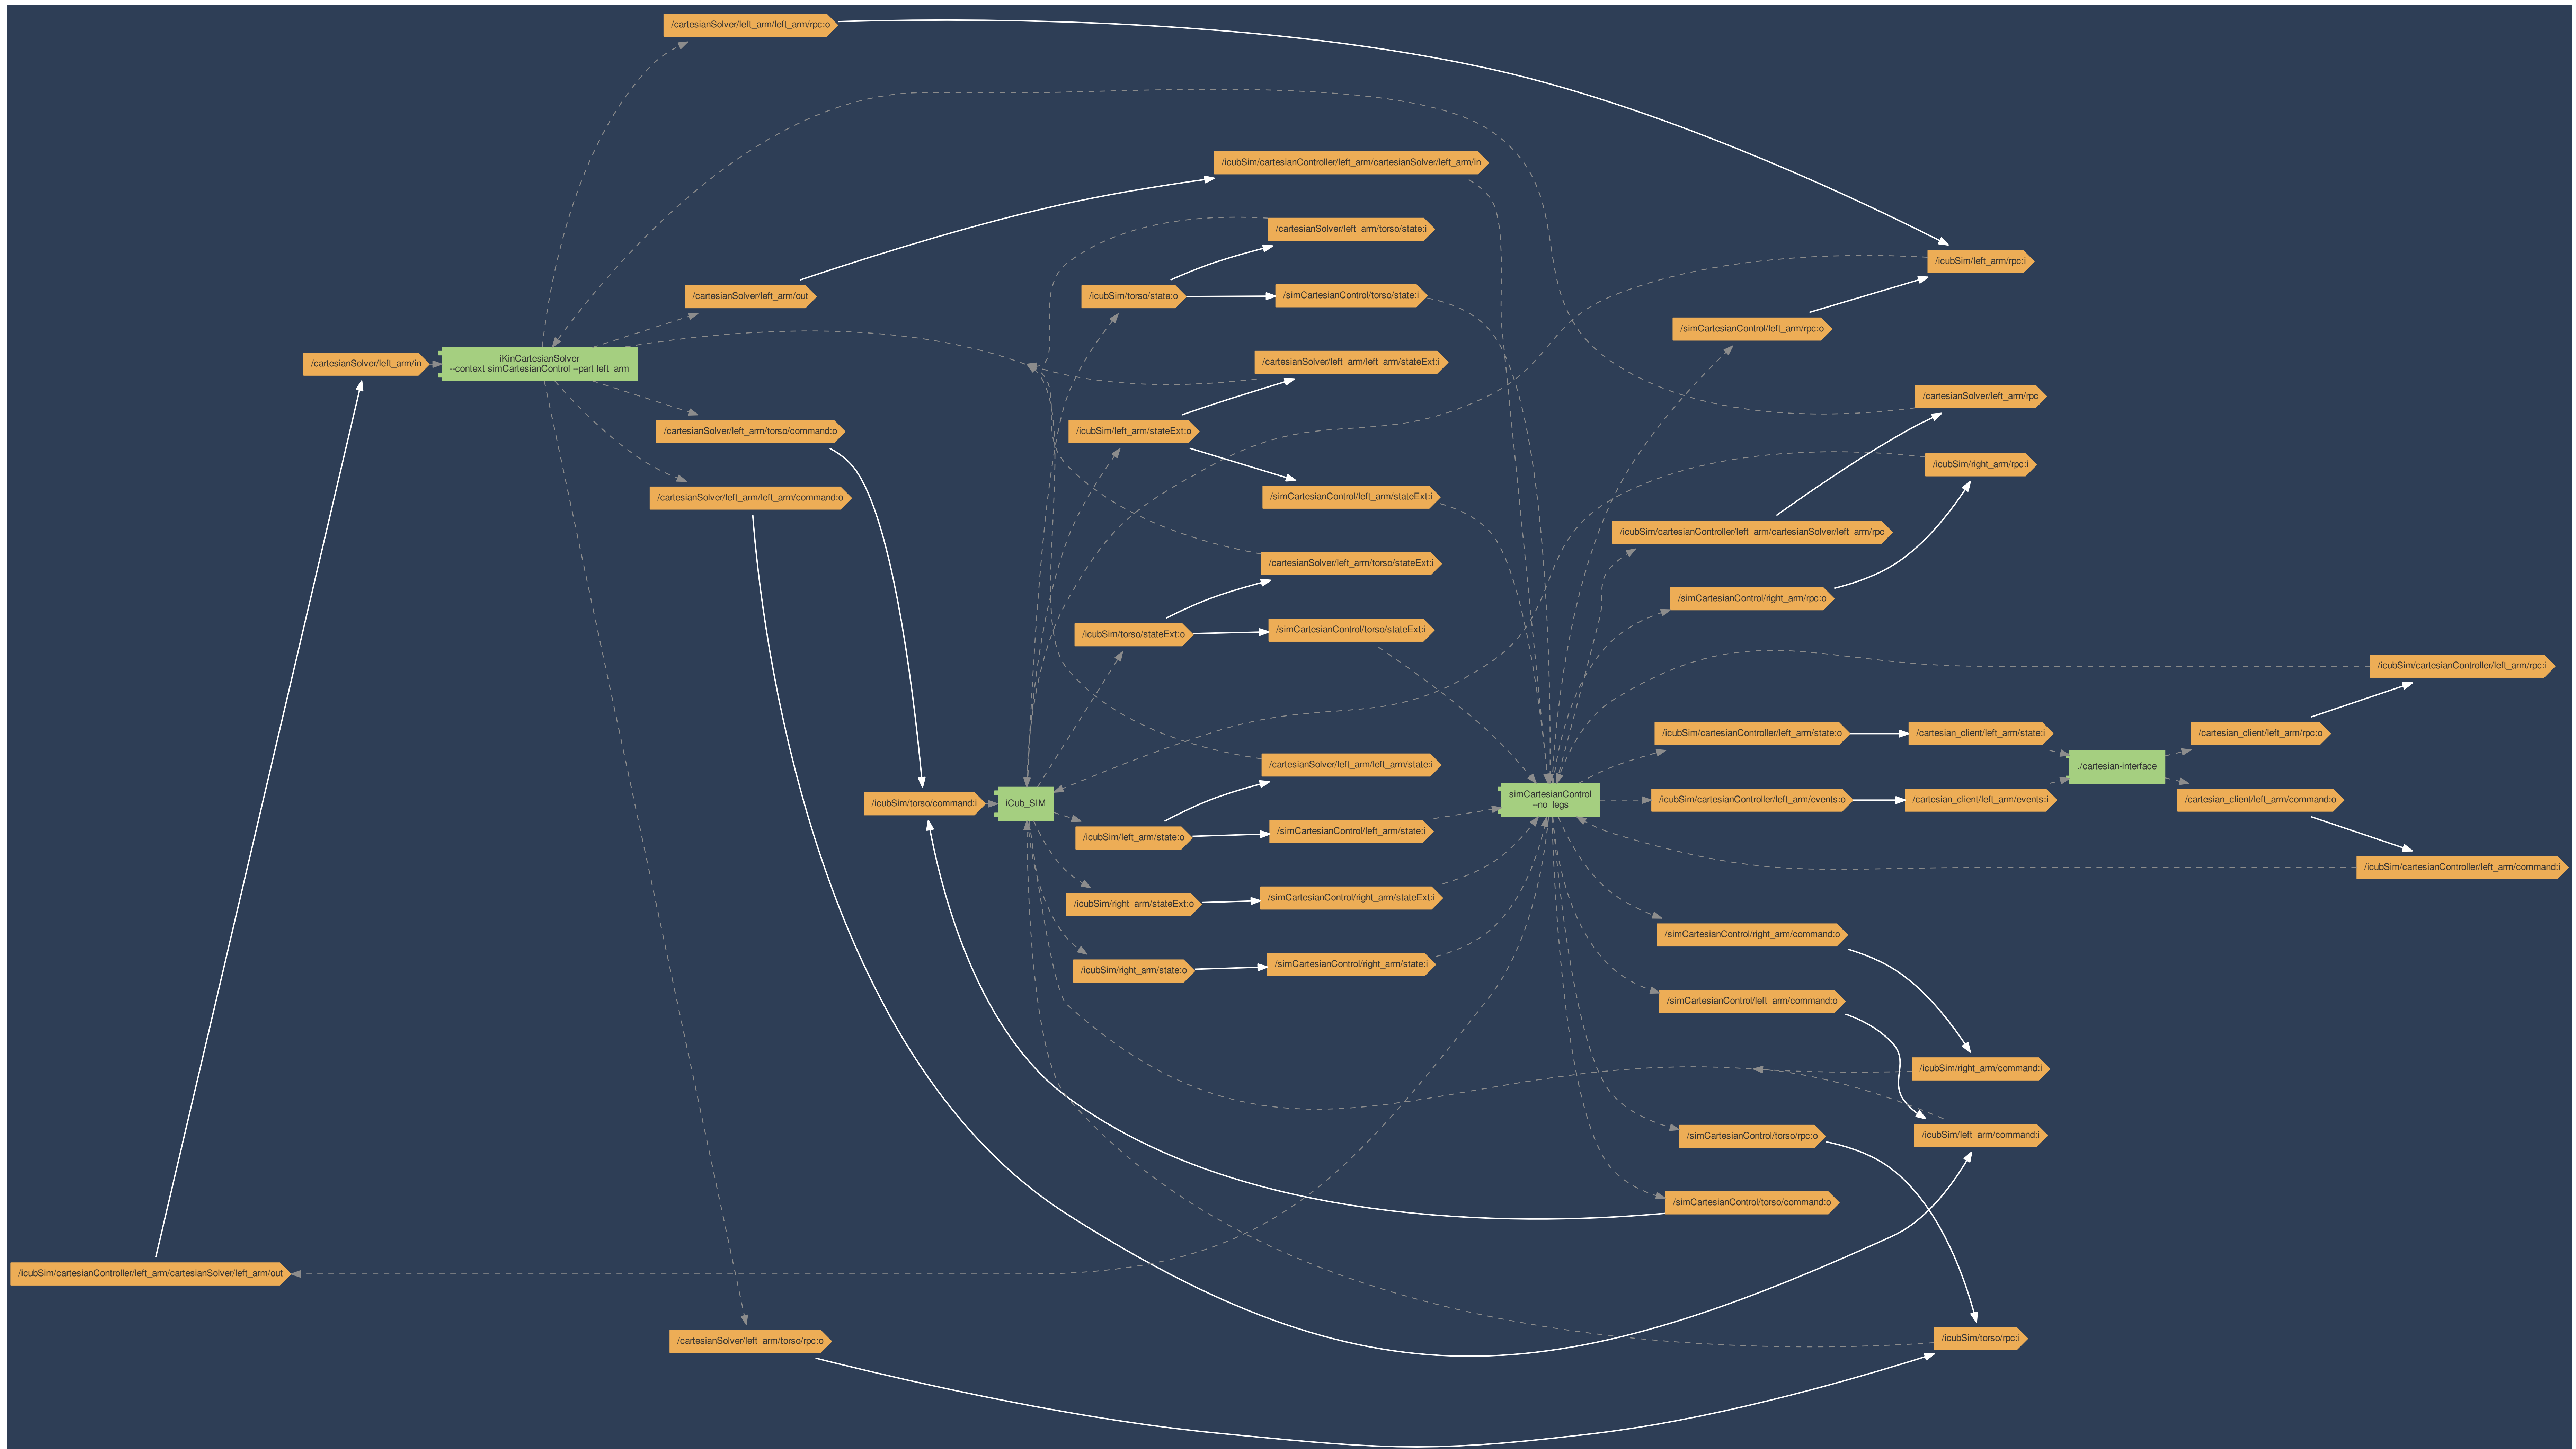 /cartesianSolver/left_arm/left_arm/rpc:o
/icubSim/cartesianController/left_arm/cartesianSolver/left_arm/in
/cartesianSolver/left_arm/torso/state:i
/icubSim/left_arm/rpc:i
/cartesianSolver/left_arm/out
/icubSim/torso/state:o
/simCartesianControl/torso/state:i
/simCartesianControl/left_arm/rpc:o
/cartesianSolver/left_arm/in
iKinCartesianSolver
--context simCartesianControl --part left_arm
/cartesianSolver/left_arm/left_arm/stateExt:i
/cartesianSolver/left_arm/rpc
/cartesianSolver/left_arm/torso/command:o
/icubSim/left_arm/stateExt:o
/icubSim/right_arm/rpc:i
/cartesianSolver/left_arm/left_arm/command:o
/simCartesianControl/left_arm/stateExt:i
/icubSim/cartesianController/left_arm/cartesianSolver/left_arm/rpc
/cartesianSolver/left_arm/torso/stateExt:i
/simCartesianControl/right_arm/rpc:o
/icubSim/torso/stateExt:o
/simCartesianControl/torso/stateExt:i
/icubSim/cartesianController/left_arm/rpc:i
/icubSim/cartesianController/left_arm/state:o
/cartesian_client/left_arm/state:i
/cartesian_client/left_arm/rpc:o
/cartesianSolver/left_arm/left_arm/state:i
./cartesian-interface
/icubSim/torso/command:i
iCub_SIM
simCartesianControl
--no_legs
/icubSim/cartesianController/left_arm/events:o
/cartesian_client/left_arm/events:i
/cartesian_client/left_arm/command:o
/icubSim/left_arm/state:o
/simCartesianControl/left_arm/state:i
/icubSim/cartesianController/left_arm/command:i
/icubSim/right_arm/stateExt:o
/simCartesianControl/right_arm/stateExt:i
/simCartesianControl/right_arm/command:o
/icubSim/right_arm/state:o
/simCartesianControl/right_arm/state:i
/simCartesianControl/left_arm/command:o
/icubSim/right_arm/command:i
/simCartesianControl/torso/rpc:o
/icubSim/left_arm/command:i
/simCartesianControl/torso/command:o
/icubSim/cartesianController/left_arm/cartesianSolver/left_arm/out
/cartesianSolver/left_arm/torso/rpc:o
/icubSim/torso/rpc:i